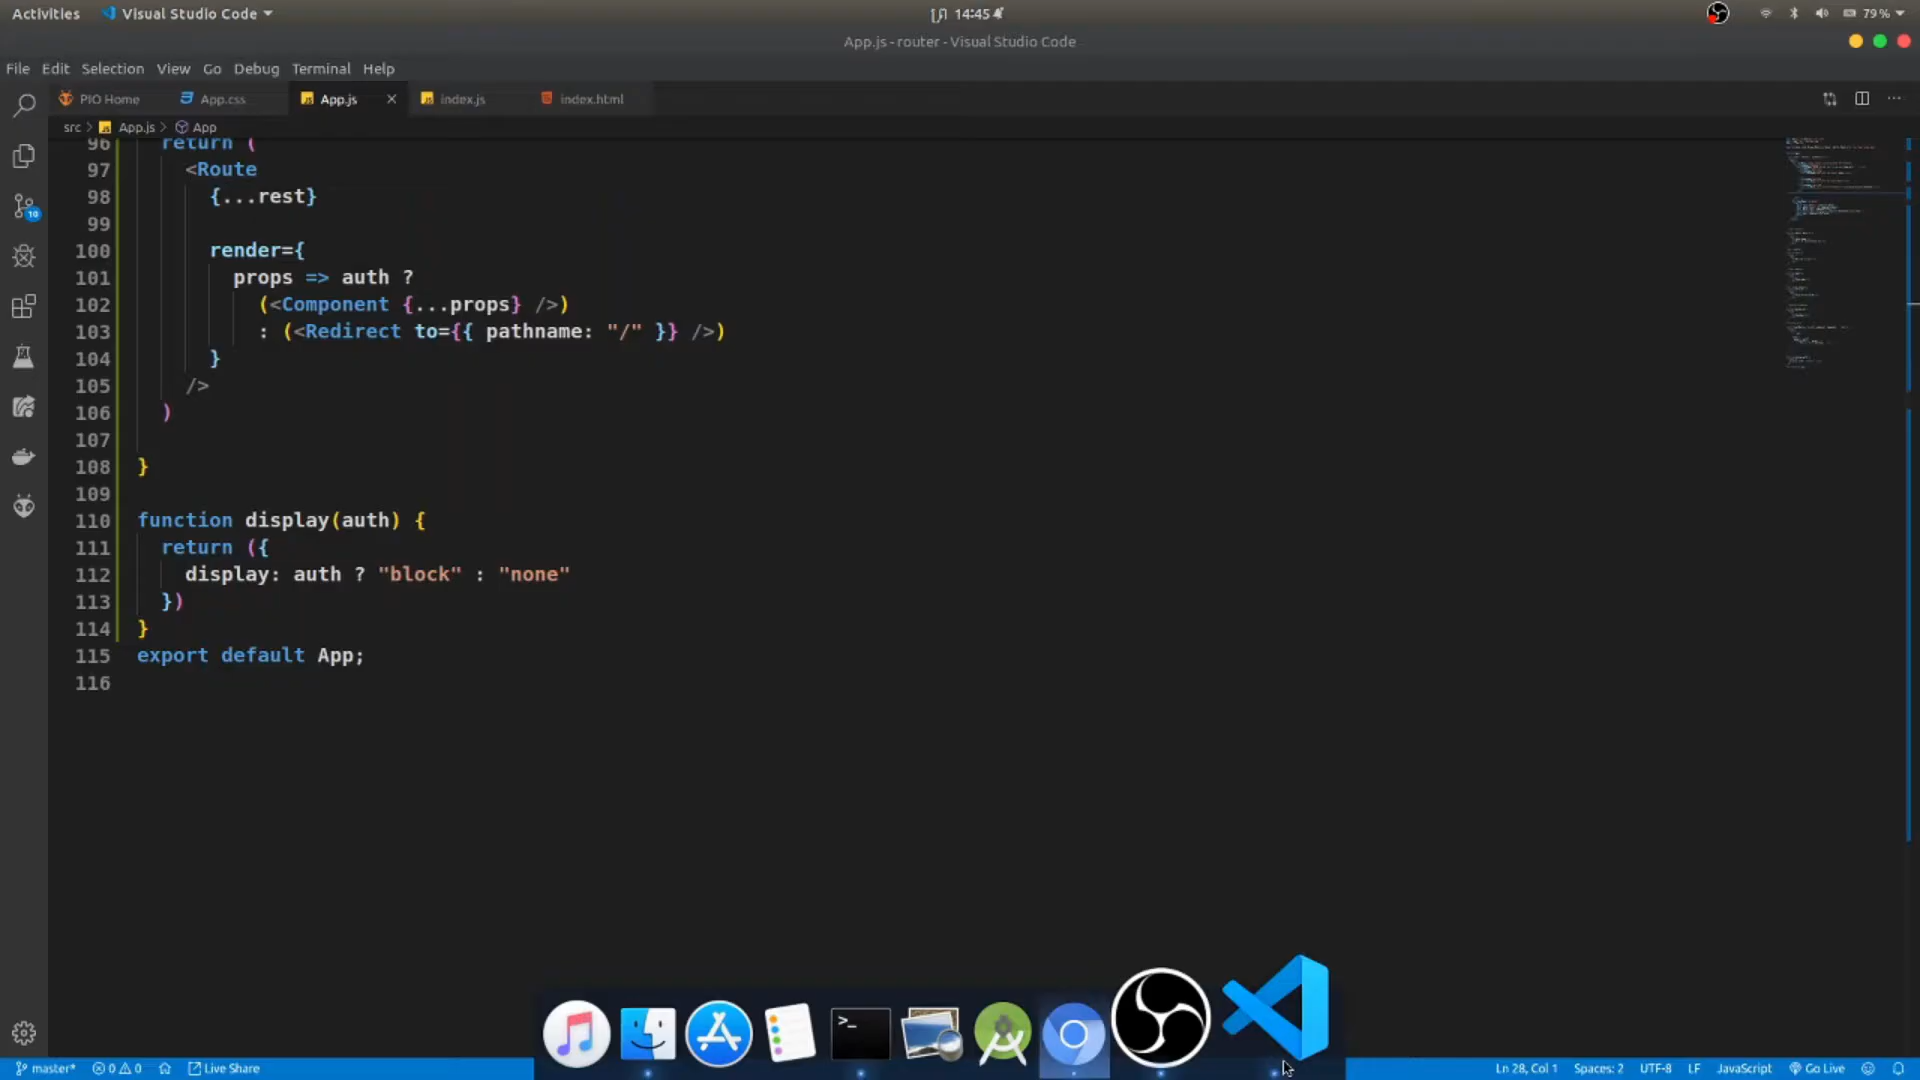 Activities
Visual Studio Code
14:45
79 %
App.js - router - Visual Studio Code
File Edit Selection View Go Debug Terminal Help
PIO Home
App.css
App.js
index.js
index.html
src > App.js > App
96 return (
97 <Route
98 {...rest}
99
100 render={
101 props => auth ?
102 (<Component {...props} />)
103 : (<Redirect to={{ pathname: "/" }} />)
104 }
105 />
106 )
107
108 }
109
110 function display(auth) {
111 return ({
112 display: auth ? "block" : "none"
113 })
114 }
115 export default App;
116
10
>_
master* 0 0 Live Share
Ln 28, Col 1 Spaces: 2 UTF-8 LF JavaScript Go Live